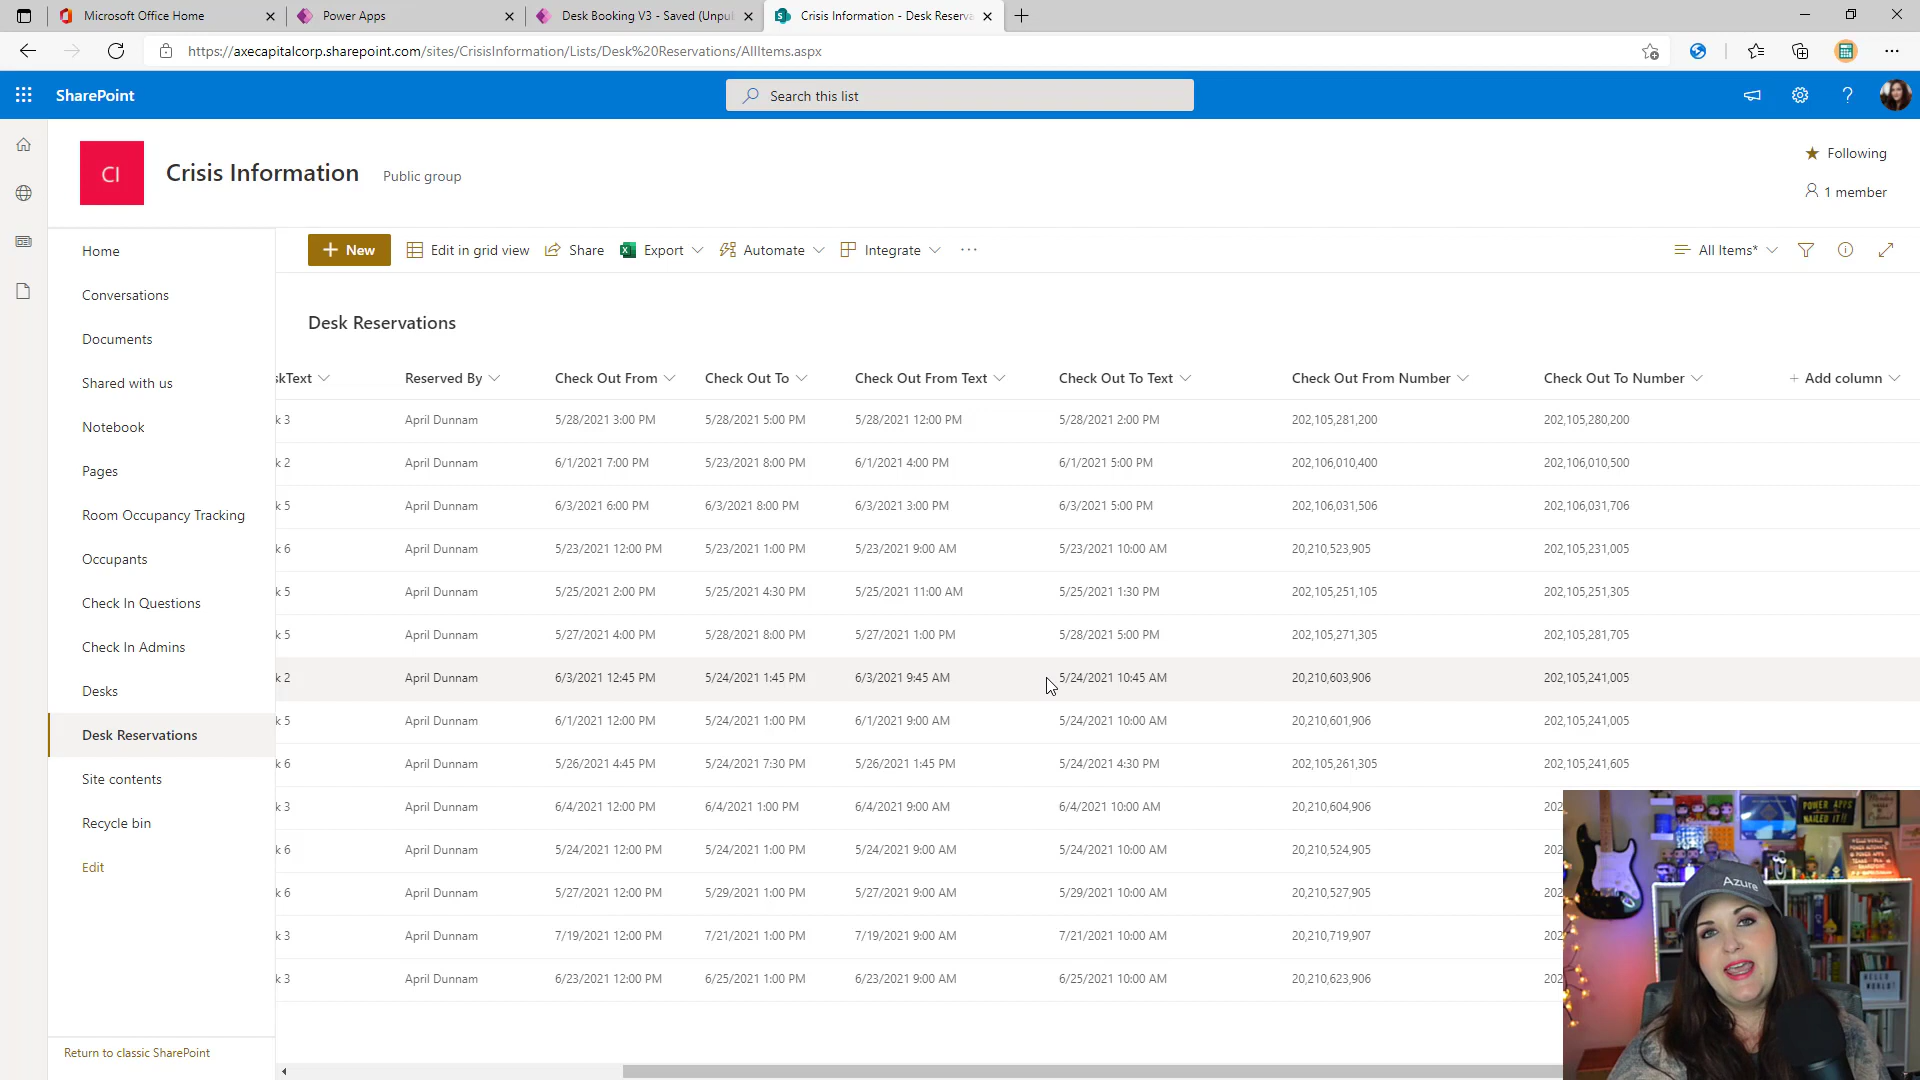 Microsoft Office Home
Power Apps
Desk Booking V3 - Saved (Unpu
Crisis Information - Desk Reserva
https://axecapitalcorp.sharepoint.com/sites/CrisisInformation/Lists/Desk%20Reservations/AllItems.aspx
SharePoint
Search this list
CI
Crisis Information
Public group
Following
1 member
Home
Conversations
Documents
Shared with us
Notebook
Pages
Room Occupancy Tracking
Occupants
Check In Questions
Check In Admins
Desks
Desk Reservations
Site contents
Recycle bin
Edit
Return to classic SharePoint
+ New Edit in grid view Share Export Automate Integrate ··· All Items*
Desk Reservations
skText Reserved By Check Out From Check Out To Check Out From Text Check Out To Text Check Out From Number Check Out To Number + Add column
k 3 April Dunnam 5/28/2021 3:00 PM 5/28/2021 5:00 PM 5/28/2021 12:00 PM 5/28/2021 2:00 PM 202,105,281,200 202,105,280,200
k 2 April Dunnam 6/1/2021 7:00 PM 5/23/2021 8:00 PM 6/1/2021 4:00 PM 6/1/2021 5:00 PM 202,106,010,400 202,106,010,500
k 5 April Dunnam 6/3/2021 6:00 PM 6/3/2021 8:00 PM 6/3/2021 3:00 PM 6/3/2021 5:00 PM 202,106,031,506 202,106,031,706
k 6 April Dunnam 5/23/2021 12:00 PM 5/23/2021 1:00 PM 5/23/2021 9:00 AM 5/23/2021 10:00 AM 20,210,523,905 202,105,231,005
k 5 April Dunnam 5/25/2021 2:00 PM 5/25/2021 4:30 PM 5/25/2021 11:00 AM 5/25/2021 1:30 PM 202,105,251,105 202,105,251,305
k 5 April Dunnam 5/27/2021 4:00 PM 5/28/2021 8:00 PM 5/27/2021 1:00 PM 5/28/2021 5:00 PM 202,105,271,305 202,105,281,705
k 2 April Dunnam 6/3/2021 12:45 PM 5/24/2021 1:45 PM 6/3/2021 9:45 AM 5/24/2021 10:45 AM 20,210,603,906 202,105,241,005
k 5 April Dunnam 6/1/2021 12:00 PM 5/24/2021 1:00 PM 6/1/2021 9:00 AM 5/24/2021 10:00 AM 20,210,601,906 202,105,241,005
k 6 April Dunnam 5/26/2021 4:45 PM 5/24/2021 7:30 PM 5/26/2021 1:45 PM 5/24/2021 4:30 PM 202,105,261,305 202,105,241,605
k 3 April Dunnam 6/4/2021 12:00 PM 6/4/2021 1:00 PM 6/4/2021 9:00 AM 6/4/2021 10:00 AM 20,210,604,906 202
k 6 April Dunnam 5/24/2021 12:00 PM 5/24/2021 1:00 PM 5/24/2021 9:00 AM 5/24/2021 10:00 AM 20,210,524,905 202
k 6 April Dunnam 5/27/2021 12:00 PM 5/29/2021 1:00 PM 5/27/2021 9:00 AM 5/29/2021 10:00 AM 20,210,527,905 202
k 3 April Dunnam 7/19/2021 12:00 PM 7/21/2021 1:00 PM 7/19/2021 9:00 AM 7/21/2021 10:00 AM 20,210,719,907 202
k 3 April Dunnam 6/23/2021 12:00 PM 6/25/2021 1:00 PM 6/23/2021 9:00 AM 6/25/2021 10:00 AM 20,210,623,906 202
POWER APPS
NAILED IT!!
Azure
HELLO
WORLD!